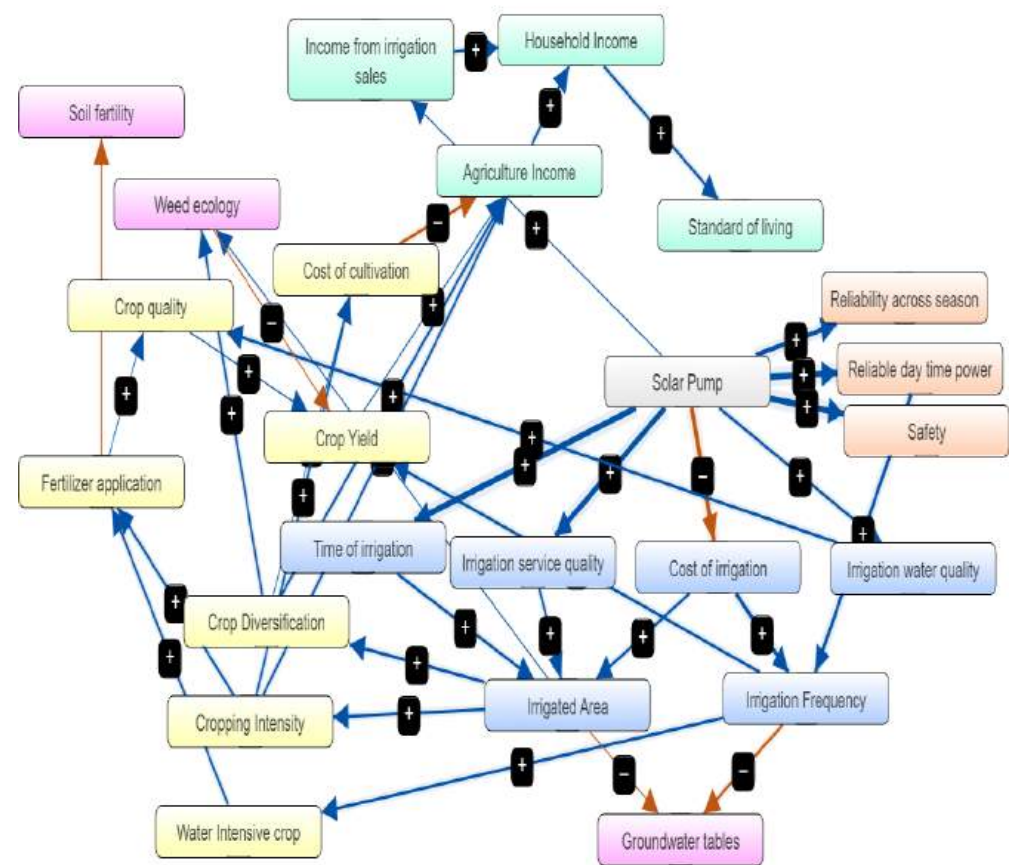 Income from irrigation
sales
Household Income
Soil fertility
Agriculture Income
Weed ecology
Standard of living
Cost of cultivation
Crop quality
Reliability across season
Solar Pump
Reliable day time power
Crop Yield
Safety
Fertilizer application
Time of irrigation
Irrigation service quality
Cost of irrigation
Irrigation water quality
Crop Diversification
Cropping Intensity
Irrigated Area
Irrigation Frequency
Water Intensive crop
Groundwater tables
+
+
+
−
+
+
+
+
+
−
+
+
+
+
+
+
+
+
−
+
+
+
+
+
+
+
+
+
+
+
−
−